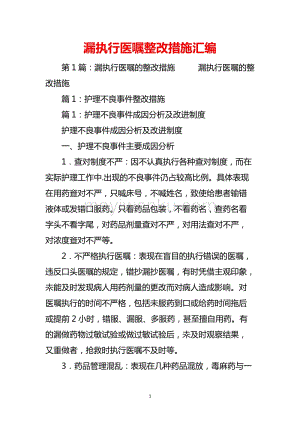 漏执行医嘱整改措施汇编
第1篇：漏执行医嘱的整改措施 漏执行医嘱的整
改措施
篇1：护理不良事件整改措施
篇1：护理不良事件成因分析及改进制度
护理不良事件成因分析及改进制度
一、护理不良事件主要成因分析
1．查对制度不严：因不认真执行各种查对制度，而在
实际护理工作中.出现的不良事件仍占较高比例。具体表现
在用药查对不严，只喊床号，不喊姓名，致使给患者输错
液体或发错口服药。只看药品包装，不看药名，查药名看
字头不看字尾，对药品剂量查对不严，对用法查对不严，
对浓度查对不严等。
2．不严格执行医嘱：表现在盲目的执行错误的医嘱，
违反口头医嘱的规定，错抄漏抄医嘱，有时凭借主观印象，
未能及时发现病人用药剂量的更改而对病人造成影响。对
医嘱执行的时间不严格，包括未服药到口或给药时间拖后
或提前2小时，错服、漏服、多服药，甚至擅自用药。有
的漏做药物过敏试验或做过敏试验后，未及时观察结果，
又重做者，抢救时执行医嘱不及时等。
3．药品管理混乱：表现在几种药品混放，毒麻药与一
1